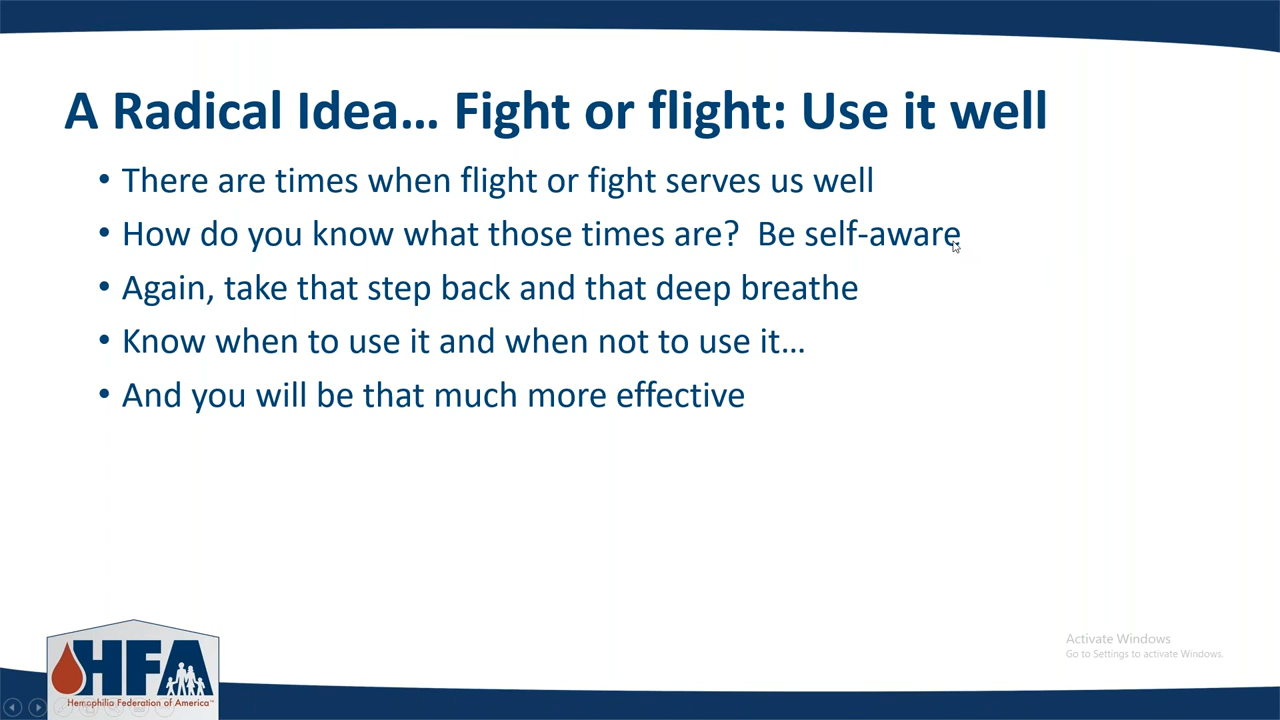 A Radical Idea... Fight or flight: Use it well
• There are times when flight or fight serves us well
• How do you know what those times are?  Be self-aware
• Again, take that step back and that deep breathe
• Know when to use it and when not to use it...
• And you will be that much more effective
HFA
Hemophilia Federation of America™
Activate Windows
Go to Settings to activate Windows.